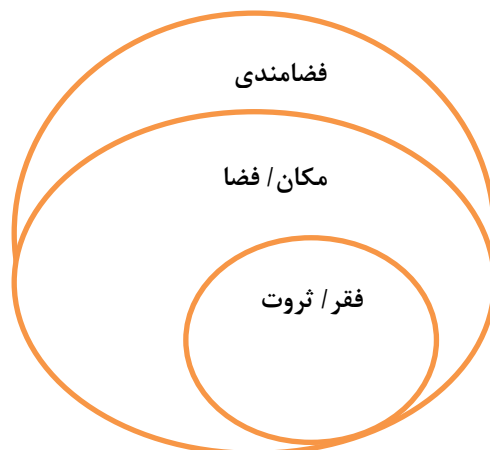 فضامندی
مکان/ فضا
فقر/ ثروت